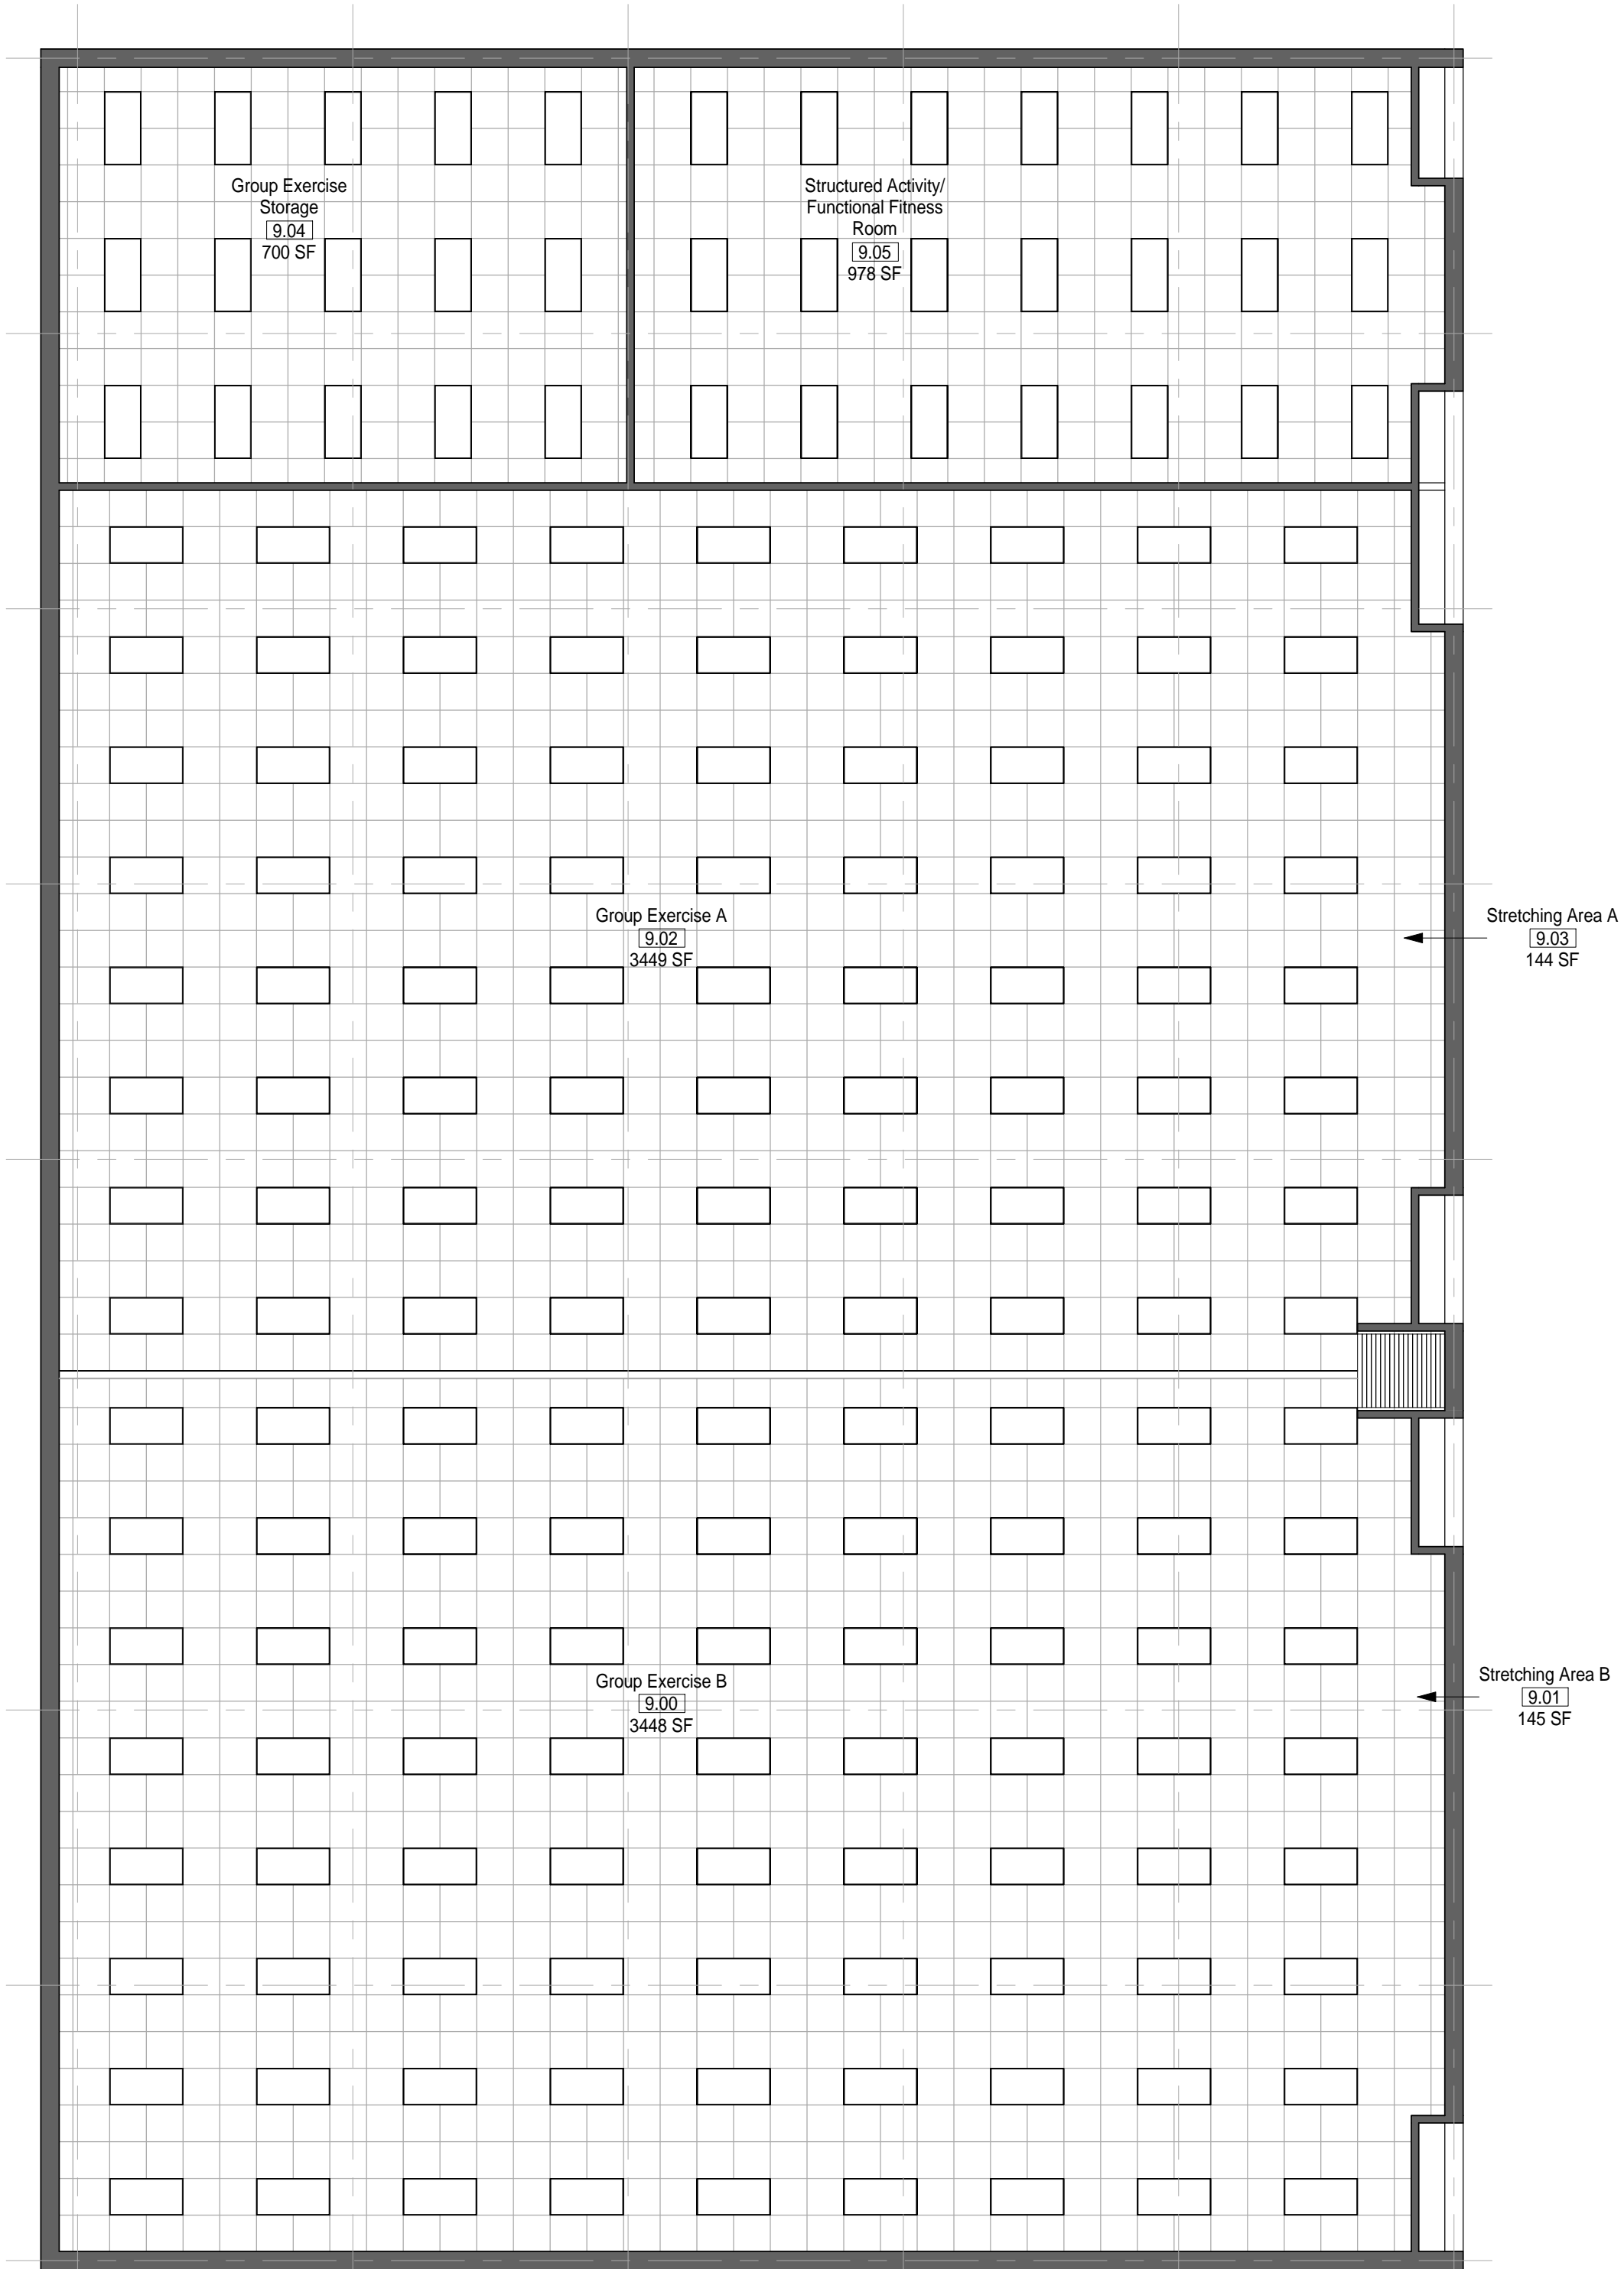 Group Exercise
Storage
9.04
700 SF
Structured Activity/
Functional Fitness
Room
9.05
978 SF
Group Exercise A
9.02
3449 SF
Stretching Area A
9.03
144 SF
Group Exercise B
9.00
3448 SF
Stretching Area B
9.01
145 SF